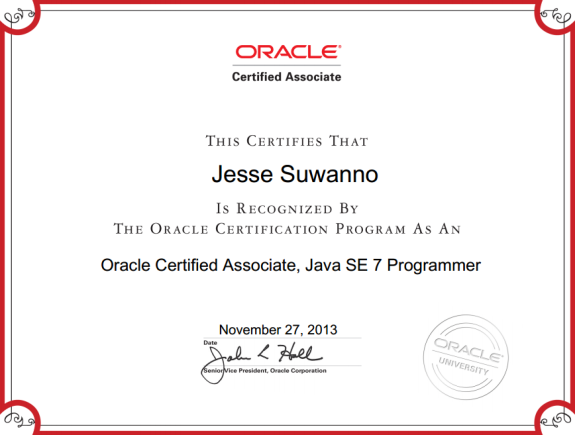 ORACLE
Certified Associate
THIS CERTIFIES THAT
Jesse Suwanno
IS RECOGNIZED BY
THE ORACLE CERTIFICATION PROGRAM AS AN
Oracle Certified Associate, Java SE 7 Programmer
November 27, 2013
Date
John L Hall
Senior Vice President, Oracle Corporation
ORACLE
UNIVERSITY